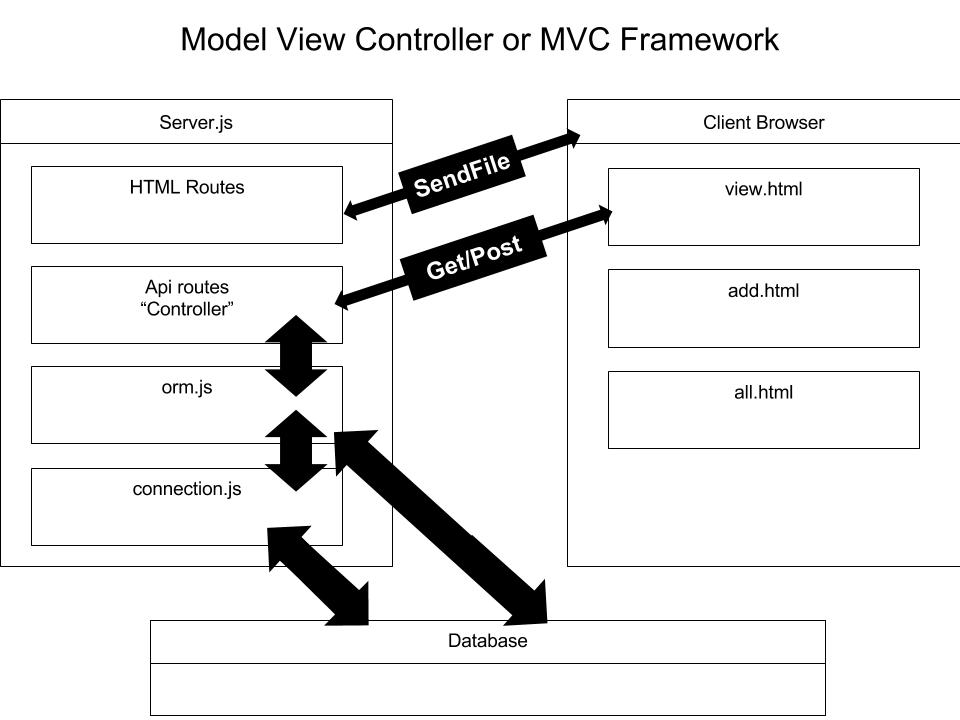 Model View Controller or MVC Framework
Server.js
HTML Routes
Api routes
“Controller”
orm.js
connection.js
SendFile
Get/Post
Client Browser
view.html
add.html
all.html
Database